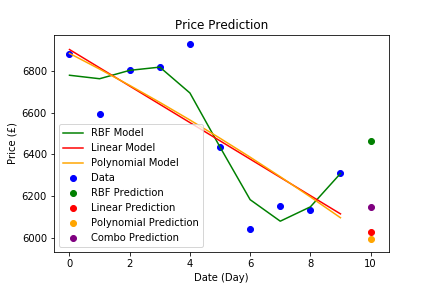 Price Prediction
Price (£)
6800
6600
6400
6200
6000
RBF Model
Linear Model
Polynomial Model
Data
RBF Prediction
Linear Prediction
Polynomial Prediction
Combo Prediction
0 2 4 6 8 10
Date (Day)